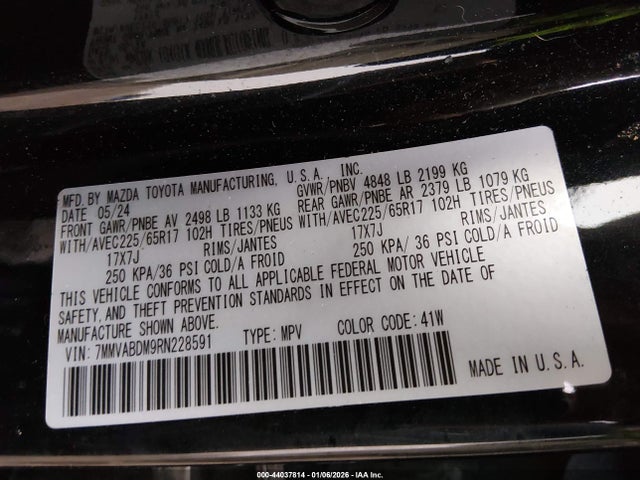 MFD. BY MAZDA TOYOTA MANUFACTURING, U.S.A. INC.
DATE 05/24 GVWR/PNBV 4848 LB 2199 KG
FRONT GAWR/PNBE AV 2498 LB 1133 KG REAR GAWR/PNBE AR 2379 LB 1079 KG
WITH/AVEC225/65R17 102H TIRES/PNEUS WITH/AVEC225/65R17 102H TIRES/PNEUS
17X7J RIMS/JANTES 17X7J RIMS/JANTES
250 KPA/36 PSI COLD/A FROID 250 KPA/ 36 PSI COLD/A FROID
THIS VEHICLE CONFORMS TO ALL APPLICABLE FEDERAL MOTOR VEHICLE
SAFETY,AND THEFT PREVENTION STANDARDS IN EFFECT ON THE DATE OF
MANUFACTURE SHOWN ABOVE.
VIN: 7MMVABDM9RN228591 TYPE: MPV COLOR CODE: 41W
MADE IN U.S.A.
000-44037814 - 01/06/2026 - IAA Inc.